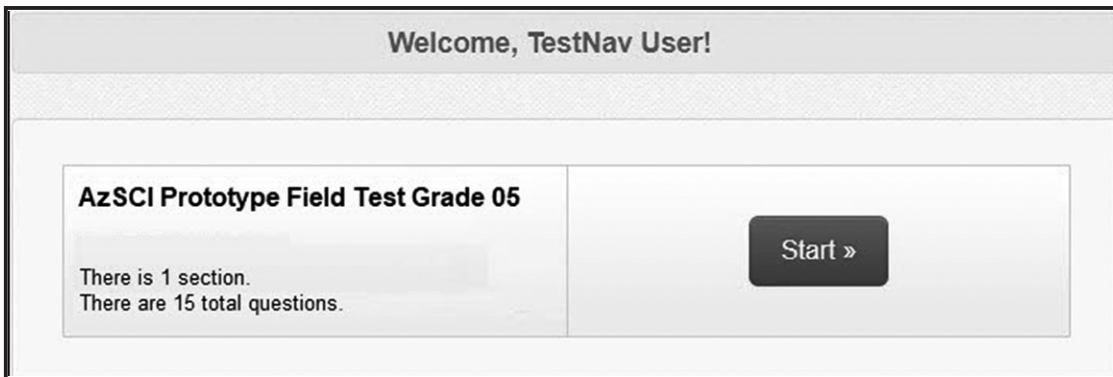 Welcome, TestNav User!
AzSCI Prototype Field Test Grade 05
Start »
There is 1 section.
There are 15 total questions.